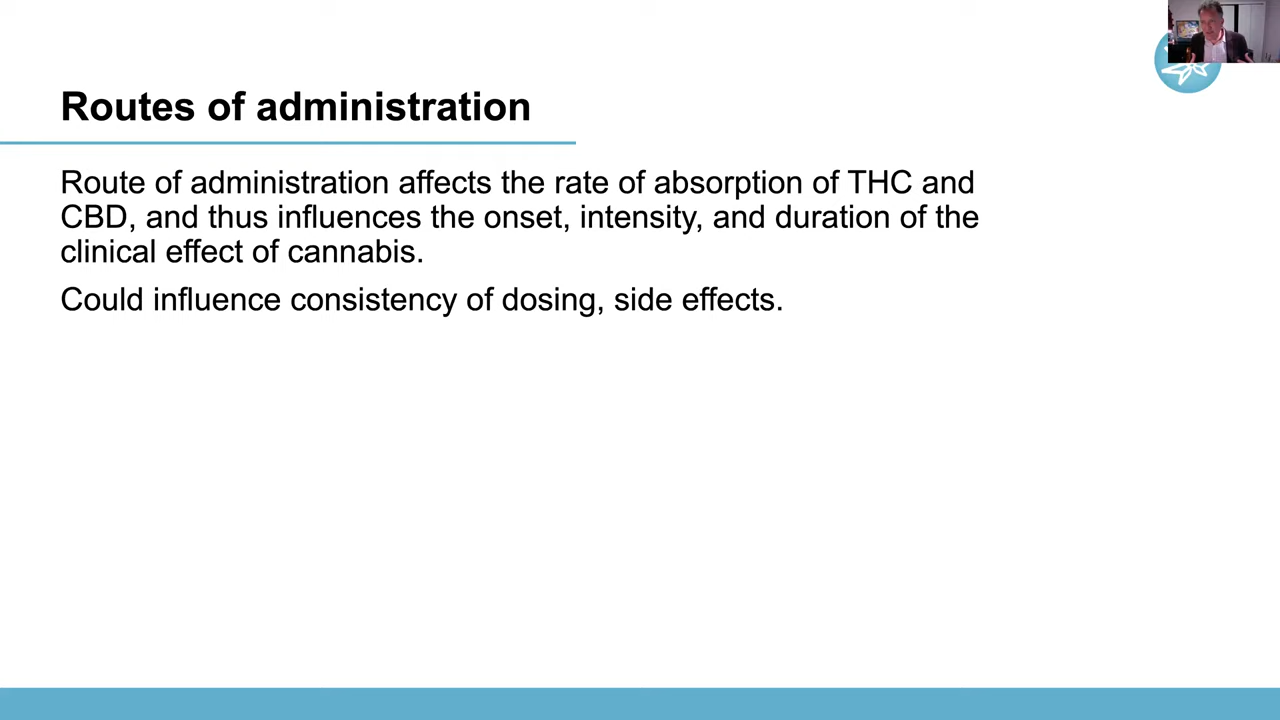 Routes of administration
Route of administration affects the rate of absorption of THC and
CBD, and thus influences the onset, intensity, and duration of the
clinical effect of cannabis.
Could influence consistency of dosing, side effects.